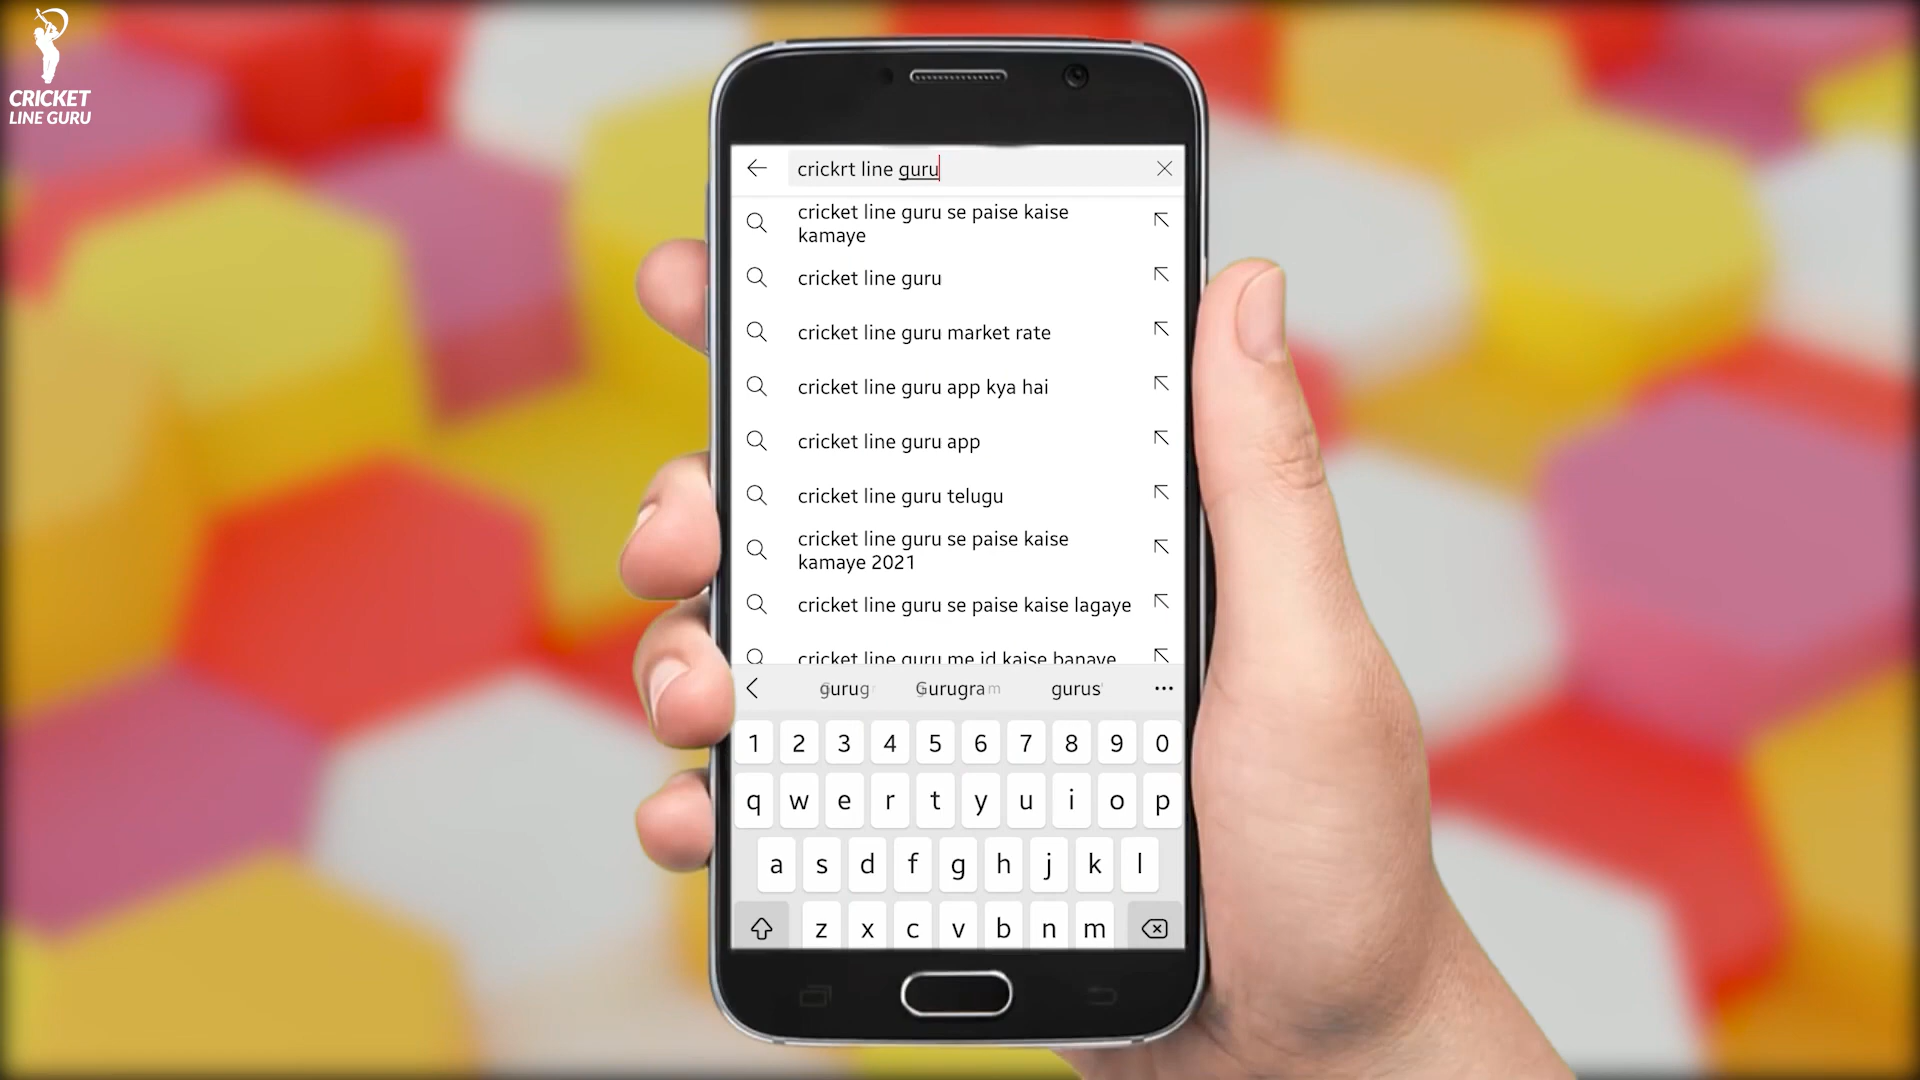 CRICKET
LINE GURU
crickrt line guru
cricket line guru se paise kaise
kamaye
cricket line guru
cricket line guru market rate
cricket line guru app kya hai
cricket line guru app
cricket line guru telugu
cricket line guru se paise kaise
kamaye 2021
cricket line guru se paise kaise lagaye
cricket line guru me id kaise banaye
gurug Gurugram gurus
1 2 3 4 5 6 7 8 9 0
q w e r t y u i o p
a s d f g h j k l
z x c v b n m